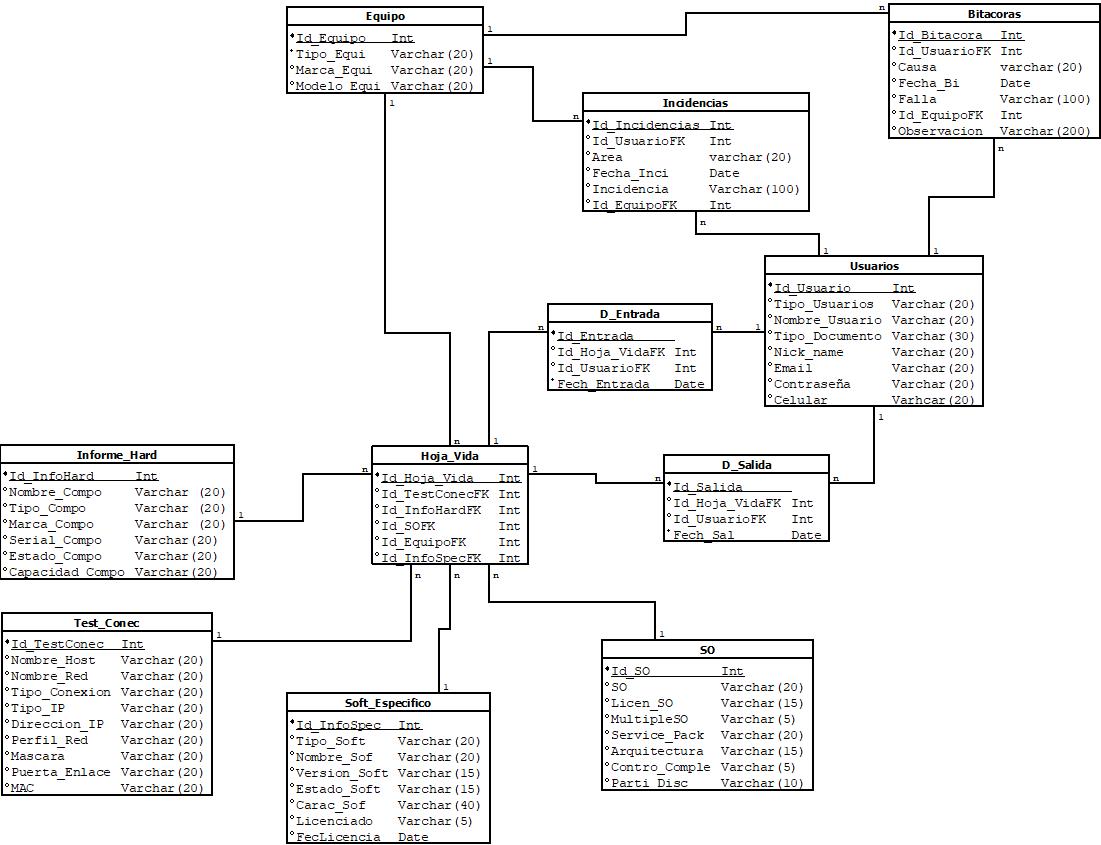 Equipo
Id_Equipo Int
Tipo_Equi Varchar(20)
Marca_Equi Varchar(20)
Modelo_Equi Varchar(20)
1
n
1
n
1
Bitacoras
Id_Bitacora Int
Id_UsuarioFK Int
Causa varchar(20)
Fecha_Bi Date
Falla Varchar(100)
Id_EquipoFK Int
Observacion Varchar(200)
n
1
Incidencias
Id_Incidencias Int
Id_UsuarioFK Int
Area varchar(20)
Fecha_Inci Date
Incidencia Varchar(100)
Id_EquipoFK Int
n
1
Usuarios
Id_Usuario Int
Tipo_Usuarios Varchar(20)
Nombre_Usuario Varchar(20)
Tipo_Documento Varchar(30)
Nick_name Varchar(20)
Email Varchar(20)
Contraseña Varchar(20)
Celular Varhcar(20)
1
D_Entrada
Id_Entrada
Id_Hoja_VidaFK Int
Id_UsuarioFK Int
Fech_Entrada Date
n
n
1
Informe_Hard
Id_InfoHard Int
Nombre_Compo Varchar (20)
Tipo_Compo Varchar (20)
Marca_Compo Varchar (20)
Serial_Compo Varchar(20)
Estado_Compo Varchar(20)
Capacidad_Compo Varchar(20)
1
n
n
1
Hoja_Vida
Id_Hoja_Vida Int
Id_TestConecFK Int
Id_InfoHardFK Int
Id_SOFK Int
Id_EquipoFK Int
Id_InfoSpecFK Int
1
n
n
n
n
n
D_Salida
Id_Salida
Id_Hoja_VidaFK Int
Id_UsuarioFK Int
Fech_Sal Date
Test_Conec
Id_TestConec Int
Nombre_Host Varchar(20)
Nombre_Red Varchar(20)
Tipo_Conexion Varchar(20)
Tipo_IP Varchar(20)
Direccion_IP Varchar(20)
Perfil_Red Varchar(20)
Mascara Varchar(20)
Puerta_Enlace Varchar(20)
MAC Varchar(20)
1
1
Soft_Especifico
Id_InfoSpec Int
Tipo_Soft Varchar(20)
Nombre_Sof Varchar(20)
Version_Soft Varchar(15)
Estado_Soft Varchar(15)
Carac_Sof Varchar(40)
Licenciado Varchar(5)
FecLicencia Date
1
SO
Id_SO Int
SO Varchar(20)
Licen_SO Varchar(15)
MultipleSO Varchar(5)
Service_Pack Varchar(20)
Arquitectura Varchar(15)
Contro_Comple Varchar(5)
Parti_Disc Varchar(10)